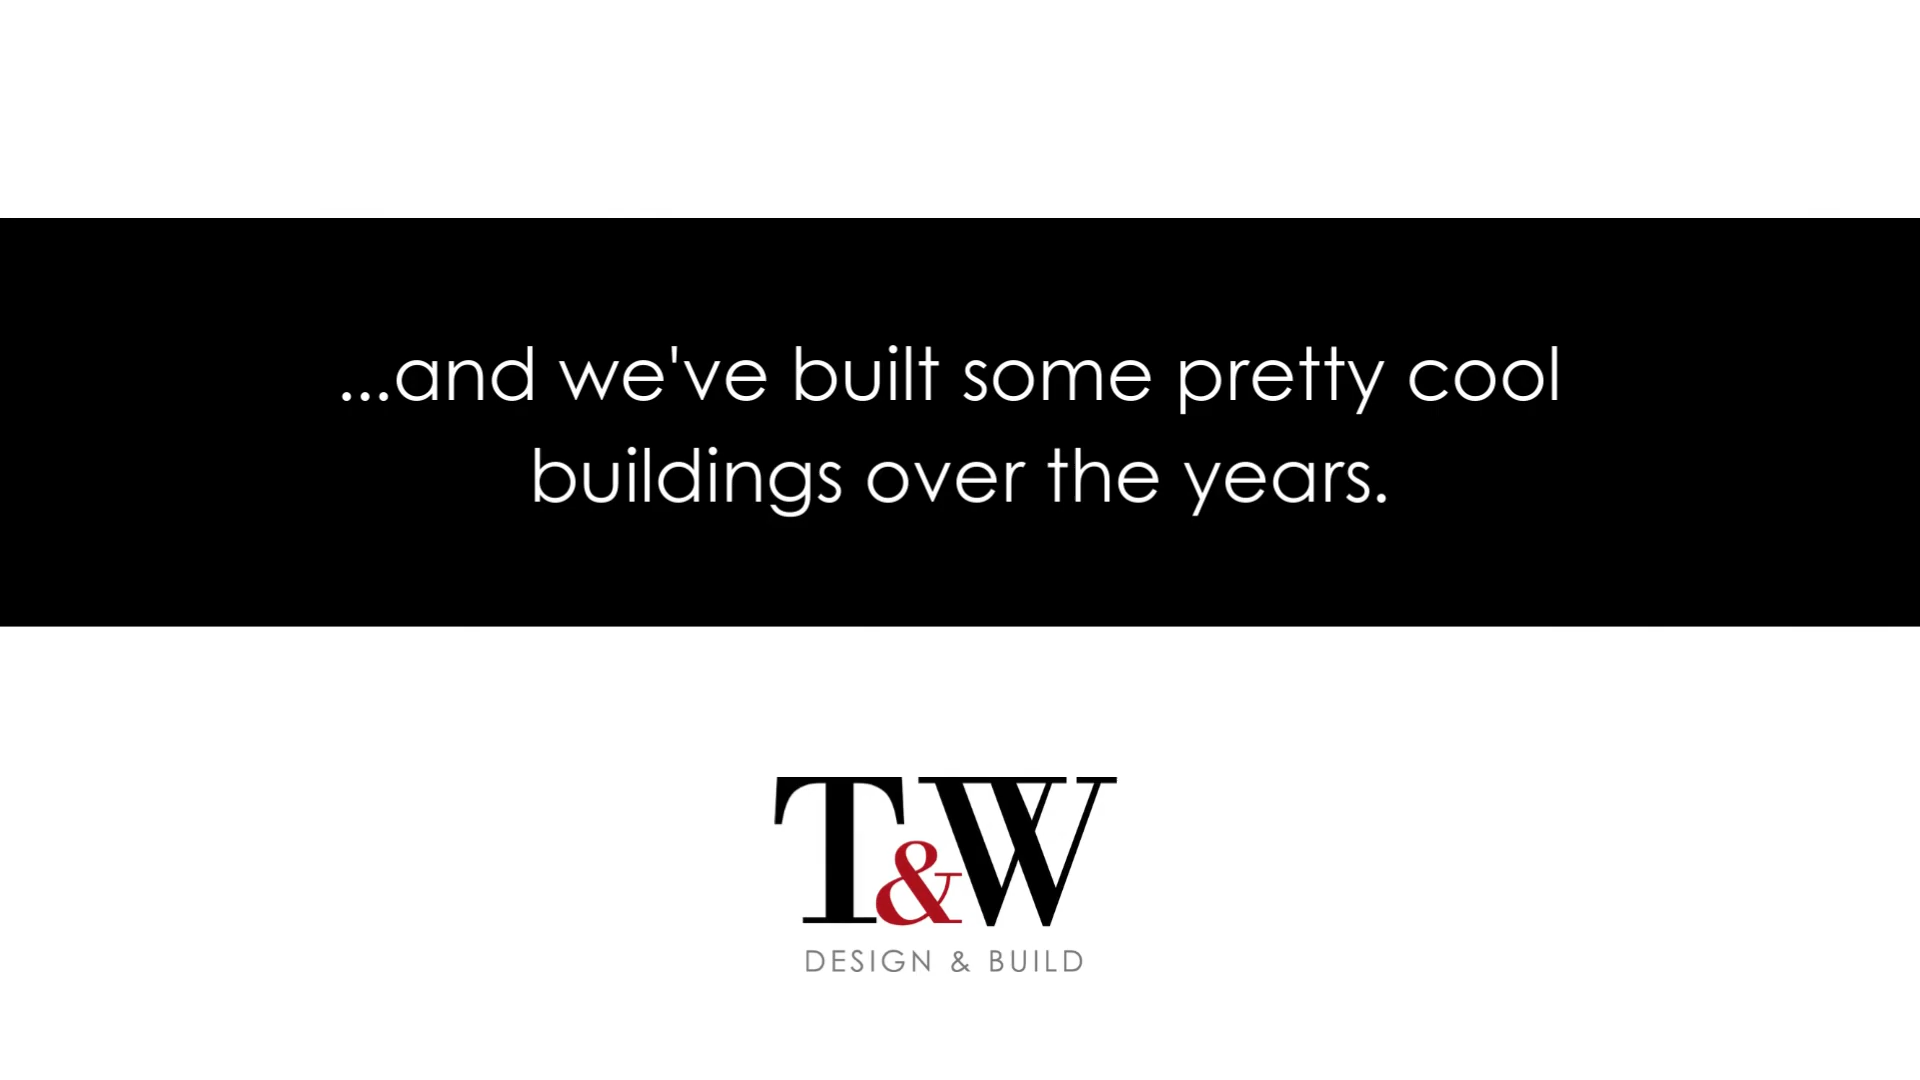 ...and we've built some pretty cool
buildings over the years.
T&W
DESIGN & BUILD